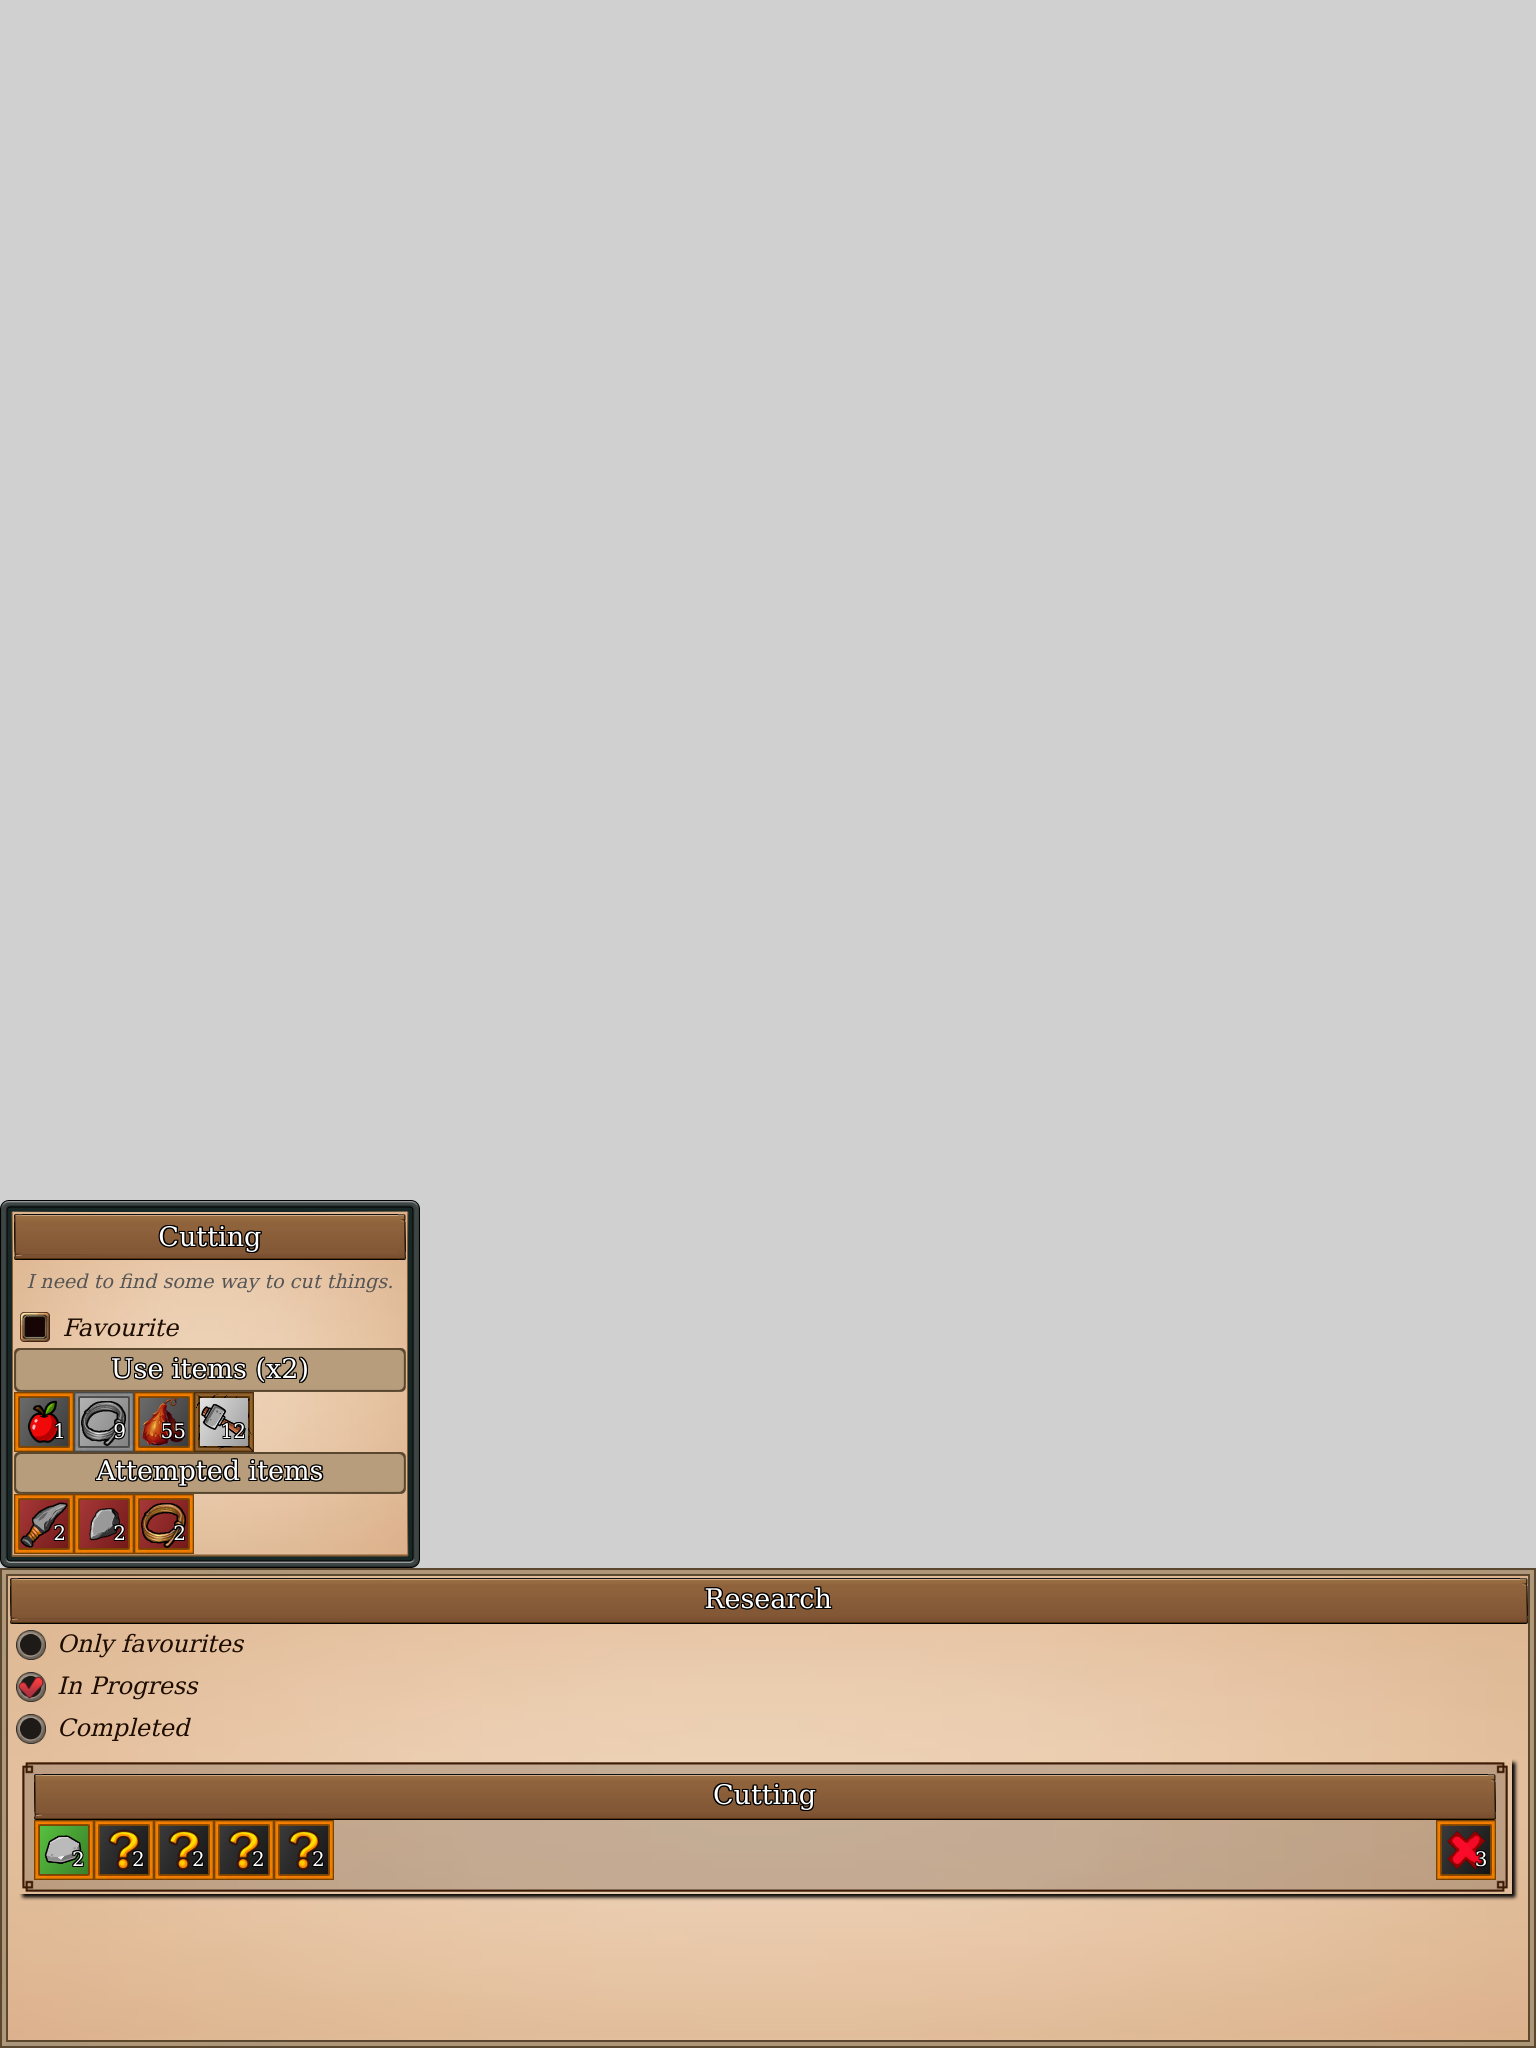 Cutting
I need to find some way to cut things.
Favourite
Use items (x2)
1 9 55 12
Attempted items
2 2 2
Research
Only favourites
In Progress
Completed
Cutting
2 ?2 ?2 ?2 ?2 3